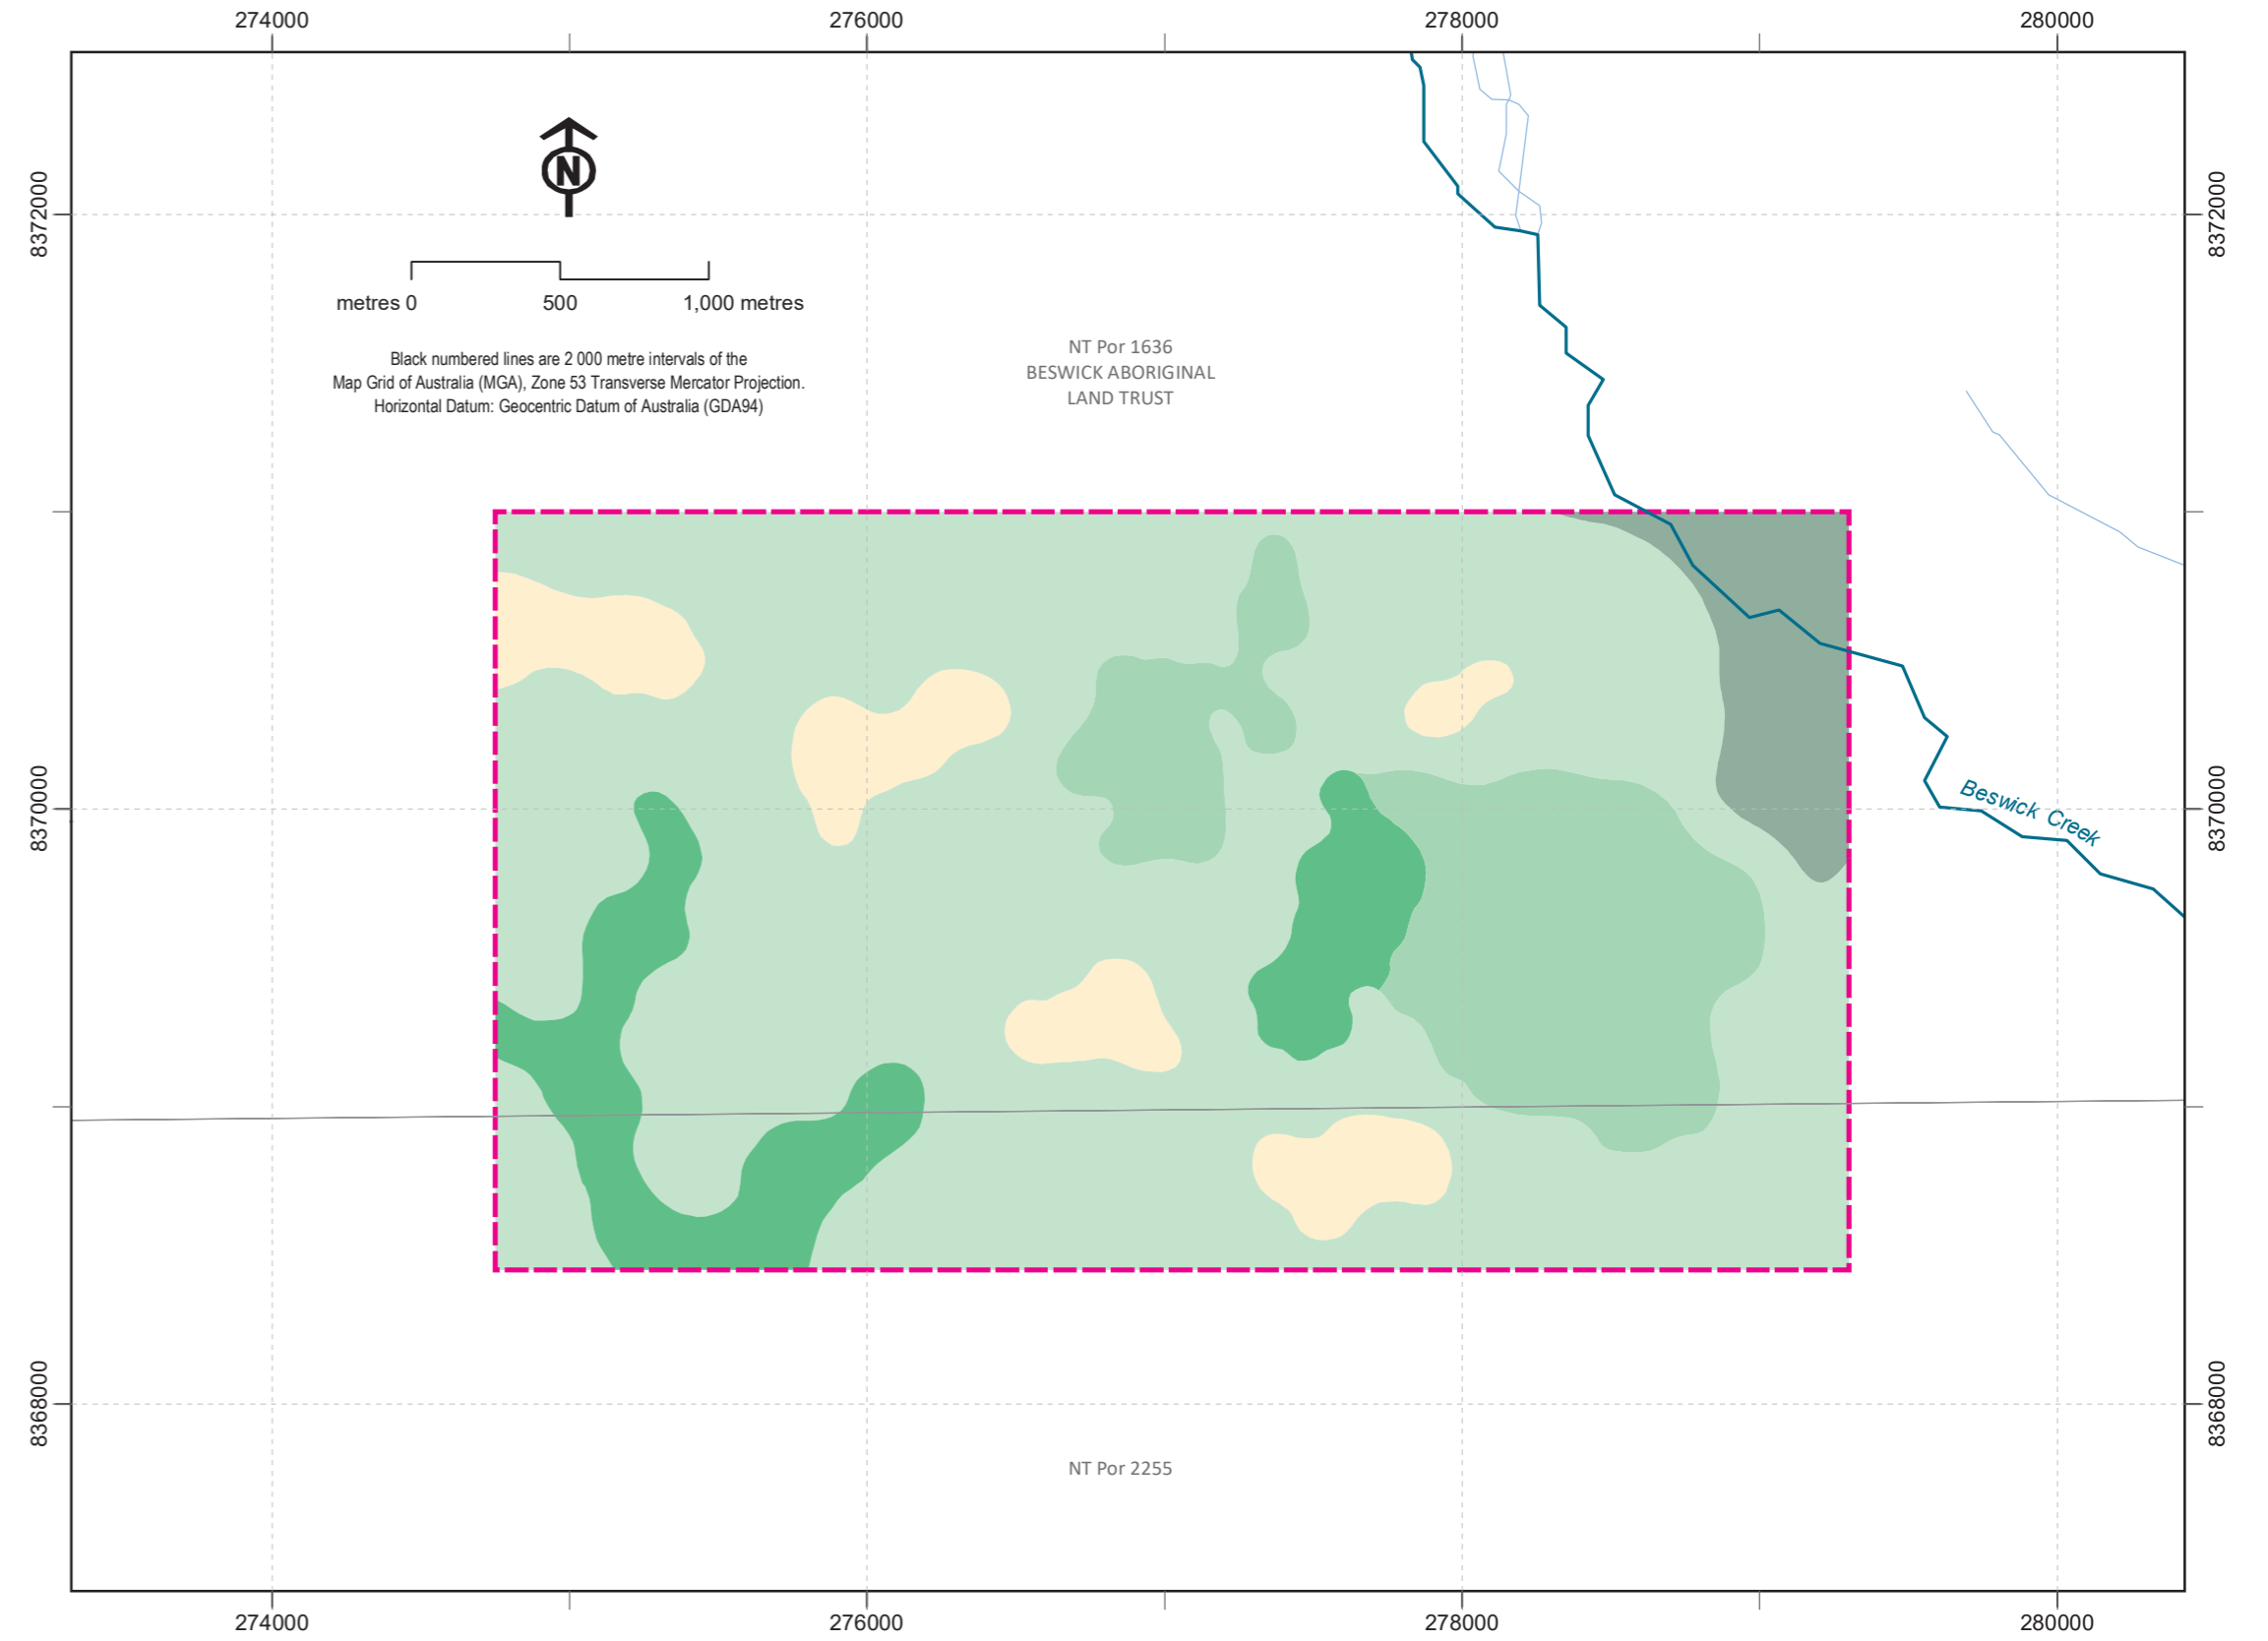 274000
276000
278000
280000
8372000
8372000
N
metres 0
500
1,000 metres
Black numbered lines are 2 000 metre intervals of the
Map Grid of Australia (MGA), Zone 53 Transverse Mercator Projection.
Horizontal Datum: Geocentric Datum of Australia (GDA94)
NT Por 1636
BESWICK ABORIGINAL
LAND TRUST
8370000
8370000
Beswick Creek
8368000
8368000
NT Por 2255
274000
276000
278000
280000